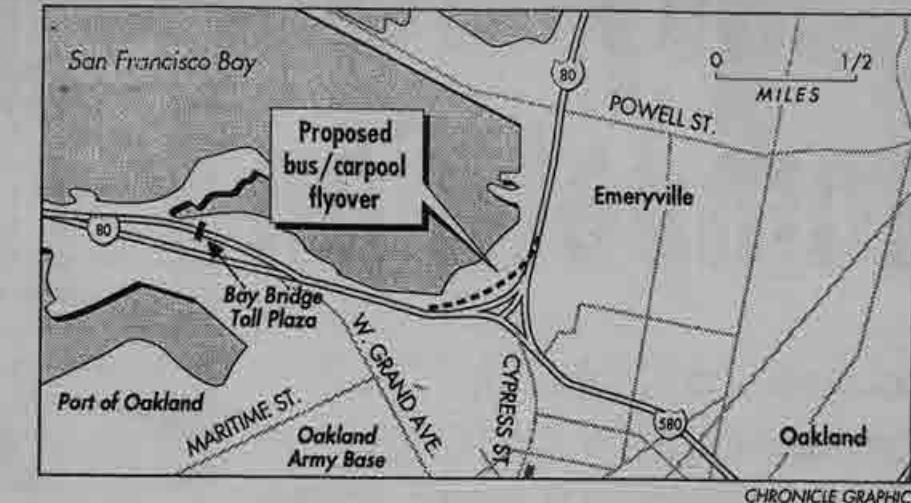 San Francisco Bay
80
0 1/2
MILES
POWELL ST.
Proposed
bus/carpool
flyover
Emeryville
80
Bay Bridge
Toll Plaza
W. GRAND AVE.
CYPRESS ST
Port of Oakland
MARITIME ST.
Oakland
Army Base
580
Oakland
CHRONICLE GRAPHIC